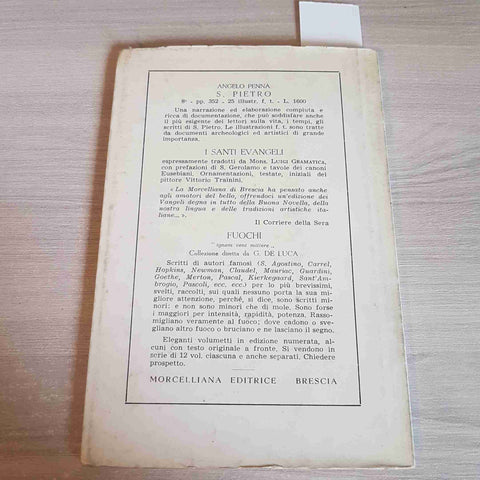 ANGELO PENNA
S. PIETRO
8º - pp. 352 - 25 illustr. f. t. - L. 1600
Una narrazione ed elaborazione compiuta e
ricca di documentazione, che può soddisfare anche
il più esigente dei lettori sulla vita, i tempi, gli
scritti di S. Pietro. Le illustrazioni f. t. sono tratte
da documenti archeologici ed artistici di grande
importanza.
I SANTI EVANGELI
espressamente tradotti da Mons. LUIGI GRAMATICA,
con prefazioni di S. Gerolamo e tavole dei canoni
Eusebiani. Ornamentazioni, testate, iniziali del
pittore Vittorio Trainini.
« La Morcelliana di Brescia ha pensato anche
agli amatori del bello, offrendoci un'edizione dei
Vangeli degna in tutto della Buona Novella, della
nostra lingua e delle tradizioni artistiche ita-
liane... ».
Il Corriere della Sera
FUOCHI
" ignem veni mittere „
Collezione diretta da G. DE LUCA
Scritti di autori famosi (S. Agostino, Carrel,
Hopkins, Newman, Claudel, Mauriac, Guardini,
Goethe, Merton, Pascal, Kierkegaard, Sant'Am-
brogio, Pascoli, ecc. ecc.) per lo più brevissimi,
svelti, raccolti, sui quali nessuno porta la sua mi-
gliore attenzione, perché, si dice, sono scritti mi-
nori; e non sono minori che di mole. Sono forse
i maggiori per intensità, rapidità, potenza. Rasso-
migliano veramente al fuoco; dove cadono o sve-
gliano altro fuoco o bruciano e ne lasciano il segno.
Eleganti volumetti in edizione numerata, al-
cuni con testo originale a fronte. Si vendono in
serie di 12 vol. ciascuna e anche separati. Chiedere
prospetto.
MORCELLIANA EDITRICE BRESCIA